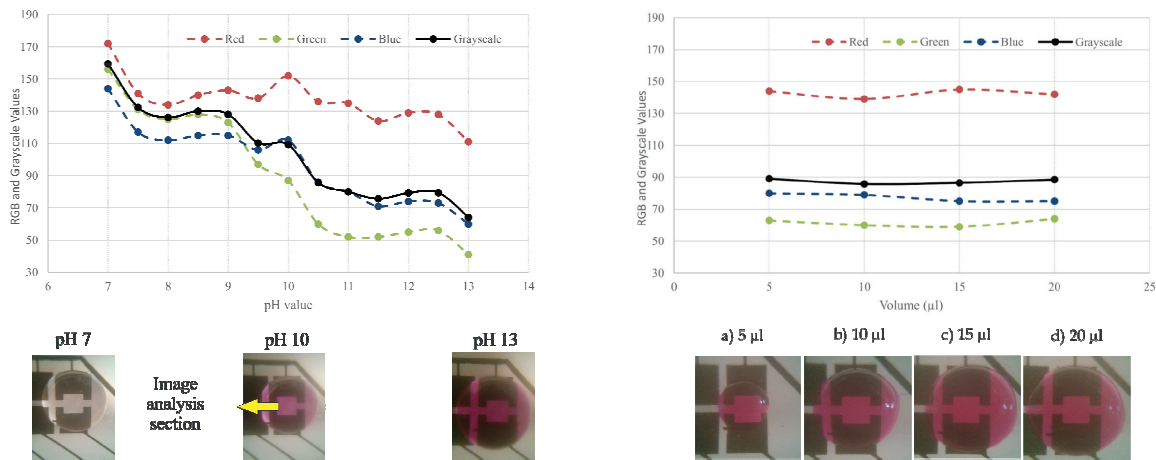 190
170
150
130
110
90
70
50
30
RGB and Grayscale Values
Red
Green
Blue
Grayscale
6
7
8
9
10
11
12
13
14
pH value
pH 7
pH 10
pH 13
Image
analysis
section
190
170
150
130
110
90
70
50
30
RGB and Grayscale Values
Red
Green
Blue
Grayscale
0
5
10
15
20
25
Volume (µl)
a) 5 µl
b) 10 µl
c) 15 µl
d) 20 µl